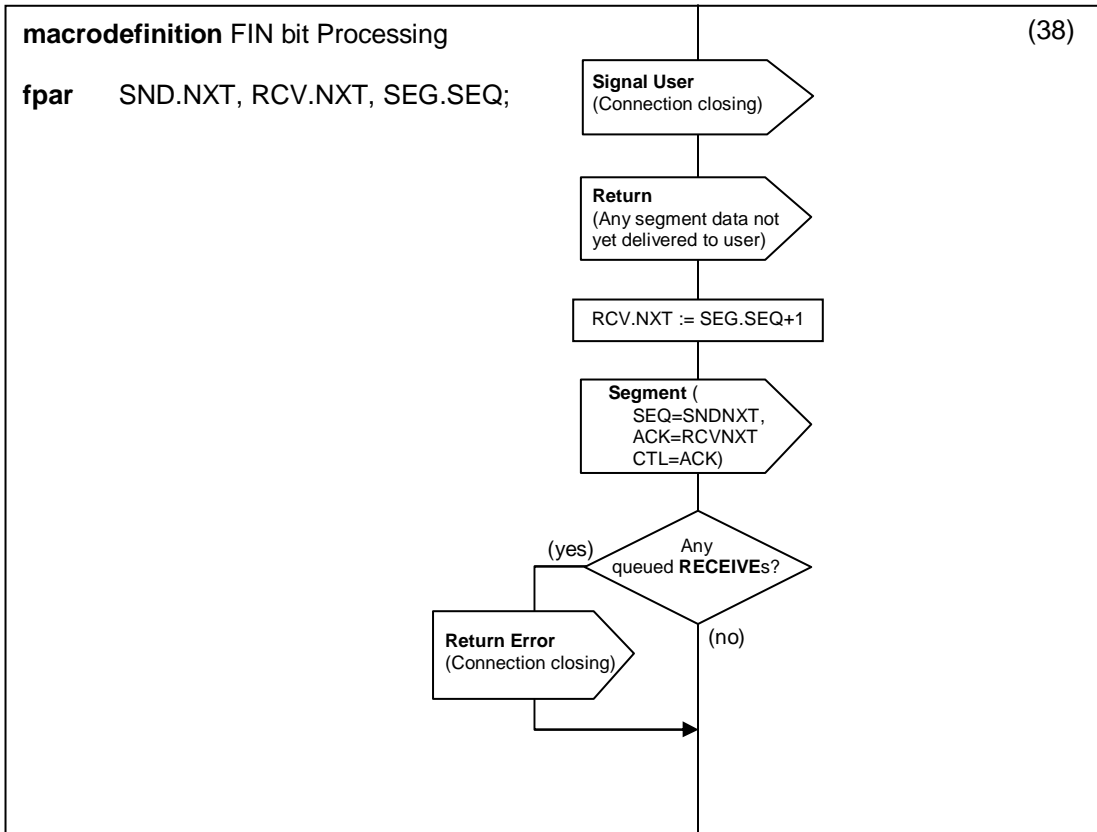 macrodefinition FIN bit Processing
(38)
fpar SND.NXT, RCV.NXT, SEG.SEQ;
Signal User
(Connection closing)
Return
(Any segment data not
yet delivered to user)
RCV.NXT := SEG.SEQ+1
Segment (
SEQ=SNDNXT,
ACK=RCVNXT
CTL=ACK)
(yes)
Any
queued RECEIVEs?
(no)
Return Error
(Connection closing)